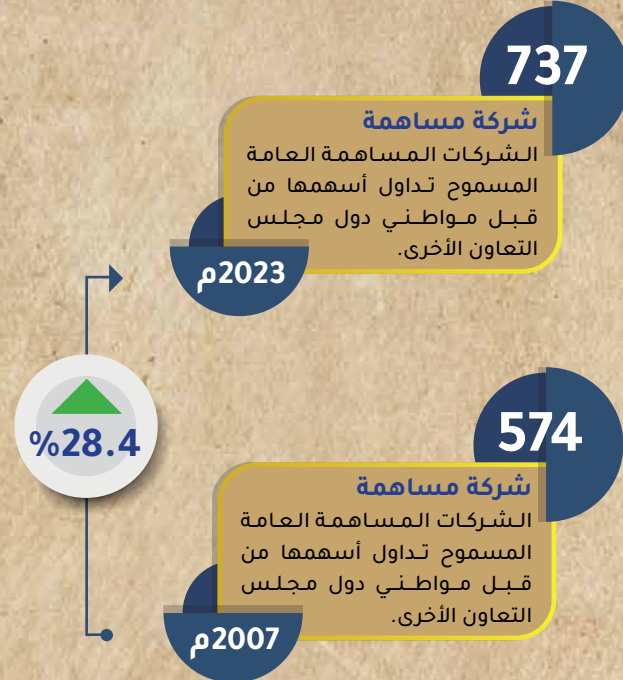 737
شركة مساهمة
الشركات المساهمة العامة
المسموح تداول أسهمها من
قبل مواطني دول مجلس
التعاون الأخرى.
2023م
%28.4
574
شركة مساهمة
الشركات المساهمة العامة
المسموح تداول أسهمها من
قبل مواطني دول مجلس
التعاون الأخرى.
2007م